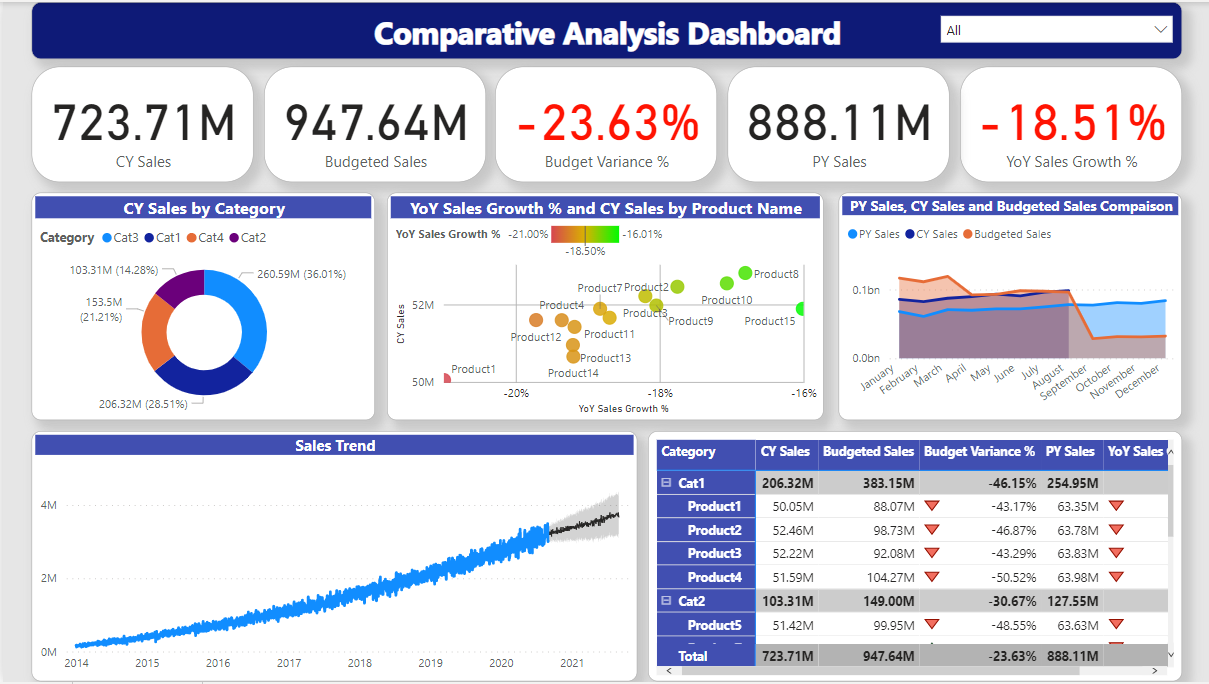 Comparative Analysis Dashboard
All
723.71M
CY Sales
947.64M
Budgeted Sales
-23.63%
Budget Variance %
888.11M
PY Sales
-18.51%
YoY Sales Growth %
CY Sales by Category
Category Cat3 Cat1 Cat4 Cat2
103.31M (14.28%)
260.59M (36.01%)
153.5M
(21.21%)
206.32M (28.51%)
YoY Sales Growth % and CY Sales by Product Name
YoY Sales Growth % -21.00% -16.01%
-18.50%
CY Sales
52M
50M
Product8
Product7 Product2
Product10
Product4
Product3
Product9
Product15
Product12
Product11
Product13
Product1
Product14
-20% -18% -16%
YoY Sales Growth %
PY Sales, CY Sales and Budgeted Sales Compaison
PY Sales CY Sales Budgeted Sales
0.1bn
0.0bn
January
February
March
April
May
June
July
August
September
October
November
December
Sales Trend
4M
2M
0M
2014 2015 2016 2017 2018 2019 2020 2021
Category CY Sales Budgeted Sales Budget Variance % PY Sales YoY Sales
Cat1 206.32M 383.15M -46.15% 254.95M
Product1 50.05M 88.07M -43.17% 63.35M
Product2 52.46M 98.73M -46.87% 63.78M
Product3 52.22M 92.08M -43.29% 63.83M
Product4 51.59M 104.27M -50.52% 63.98M
Cat2 103.31M 149.00M -30.67% 127.55M
Product5 51.42M 99.95M -48.55% 63.63M
Total 723.71M 947.64M -23.63% 888.11M